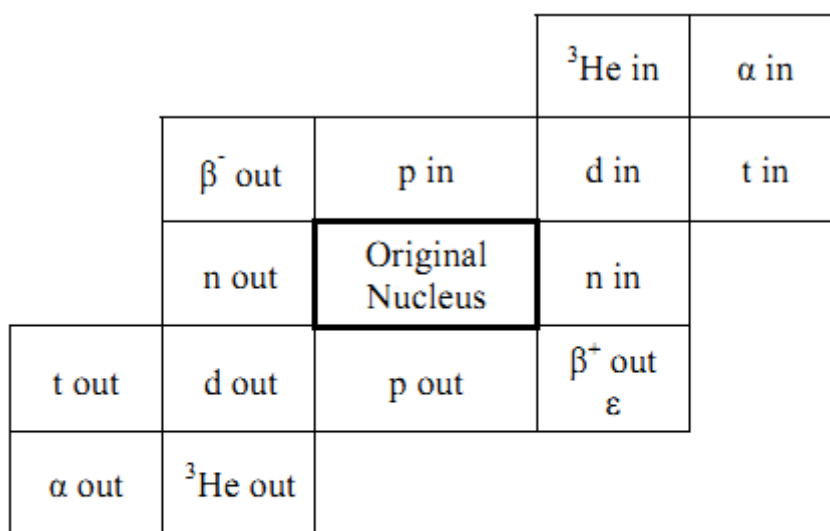 ³He in
α in
β⁻ out
p in
d in
t in
n out
Original
Nucleus
n in
t out
d out
p out
β⁺ out
ε
α out
³He out